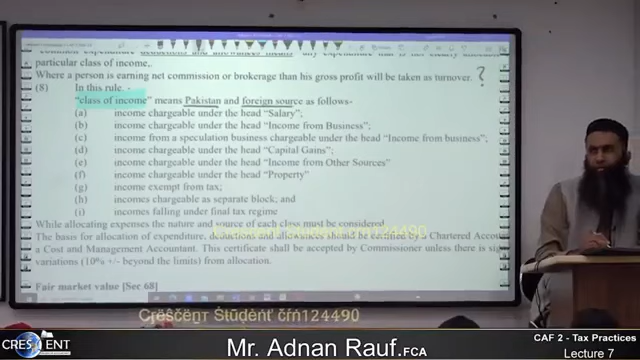 particular class of income,.
Where a person is earning net commission or brokerage than his gross profit will be taken as turnover. ?
(8) In this rule. -
"class of income" means Pakistan and foreign source as follows-
(a) income chargeable under the head "Salary";
(b) income chargeable under the head "Income from Business";
(c) income from a speculation business chargeable under the head "Income from business";
(d) income chargeable under the head "Capital Gains";
(e) income chargeable under the head "Income from Other Sources"
(f) income chargeable under the head "Property"
(g) income exempt from tax;
(h) incomes chargeable as separate block; and
(i) incomes falling under final tax regime
While allocating expenses the nature and source of each class must be considered
The basis for allocation of expenditure, deductions and allowances should be certified by a Chartered
a Cost and Management Accountant. This certificate shall be accepted by Commissioner unless there is
variations (10% +/- beyond the limits from allocation.
Fair market value [Sec 68]
124490
CRESCENT
Mr. Adnan Rauf.FCA
CAF 2 - Tax Practices
Lecture 7